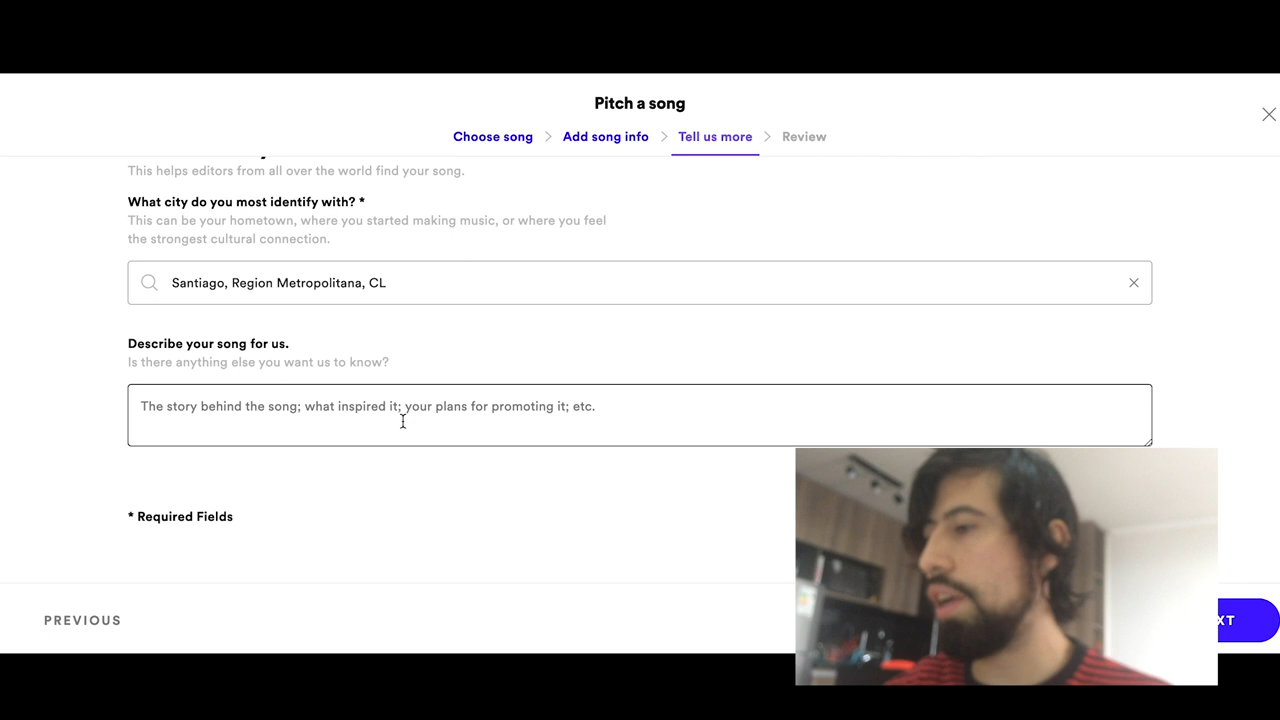 Pitch a song
Choose song > Add song info > Tell us more > Review
This helps editors from all over the world find your song.
What city do you most identify with? *
This can be your hometown, where you started making music, or where you feel
the strongest cultural connection.
Santiago, Region Metropolitana, CL
Describe your song for us.
Is there anything else you want us to know?
The story behind the song; what inspired it; your plans for promoting it; etc.
* Required Fields
PREVIOUS
XT